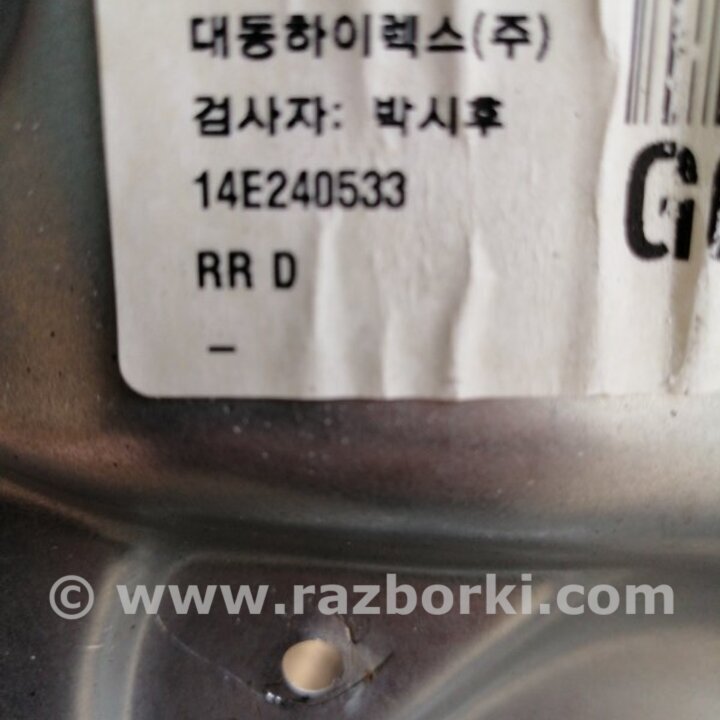 대동하이렉스(주)
검사자: 박시후
14E240533
RR D
–
© www.razborki.com